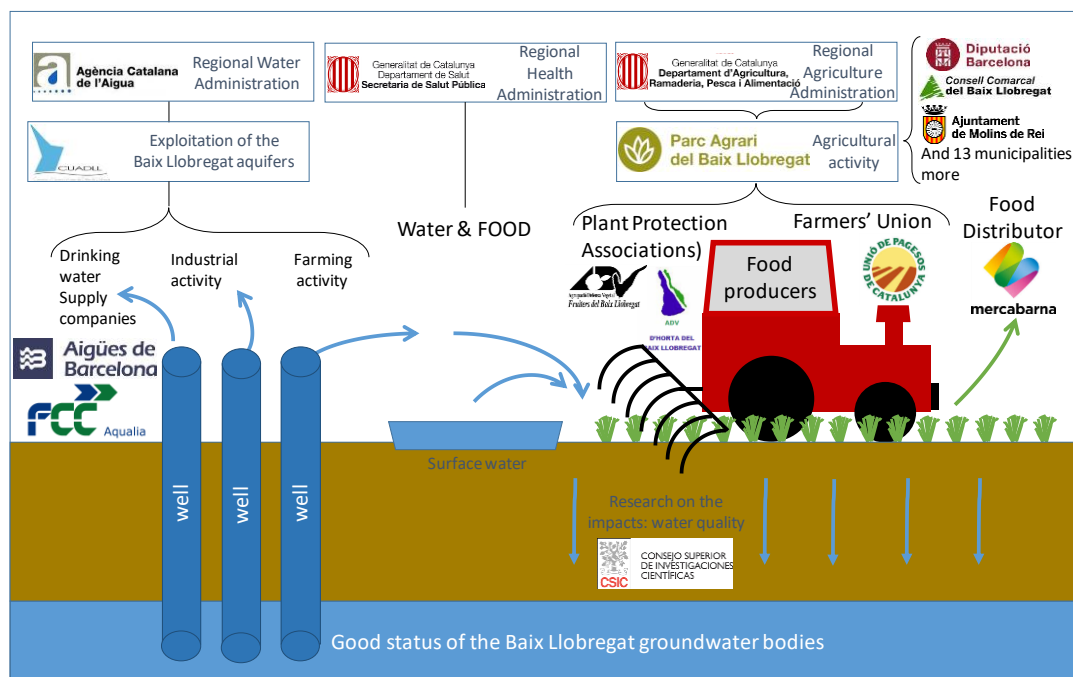 Agència Catalana
de l'Aigua
Regional Water
Administration
Generalitat de Catalunya
Departament de Salut
Secretaria de Salut Pública
Regional
Health
Administration
Generalitat de Catalunya
Departament d'Agricultura,
Ramaderia, Pesca i Alimentació
Regional
Agriculture
Administration
Diputació
Barcelona
Consell Comarcal
del Baix Llobregat
Ajuntament
de Molins de Rei
And 13 municipalities
more
CUADLL
Exploitation of the
Baix Llobregat aquifers
Parc Agrari
del Baix Llobregat
Agricultural
activity
Drinking
water
Supply
companies
Industrial
activity
Farming
activity
Water & FOOD
Plant Protection
Associations)
Farmers' Union
Food
Distributor
Agrupació Defensa Vegetal
Fruiters del Baix Llobregat
ADV
D'HORTA DEL
BAIX LLOBREGAT
Food
producers
UNIÓ DE PAGESOS
DE CATALUNYA
mercabarna
Aigües de
Barcelona
FCC
Aqualia
Surface water
well
well
well
Research on the
impacts: water quality
CSIC
CONSEJO SUPERIOR
DE INVESTIGACIONES
CIENTÍFICAS
Good status of the Baix Llobregat groundwater bodies